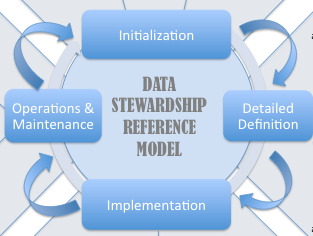 Initialization
DATA
STEWARDSHIP
REFERENCE
MODEL
Operations &
Maintenance
Detailed
Definition
Implementation